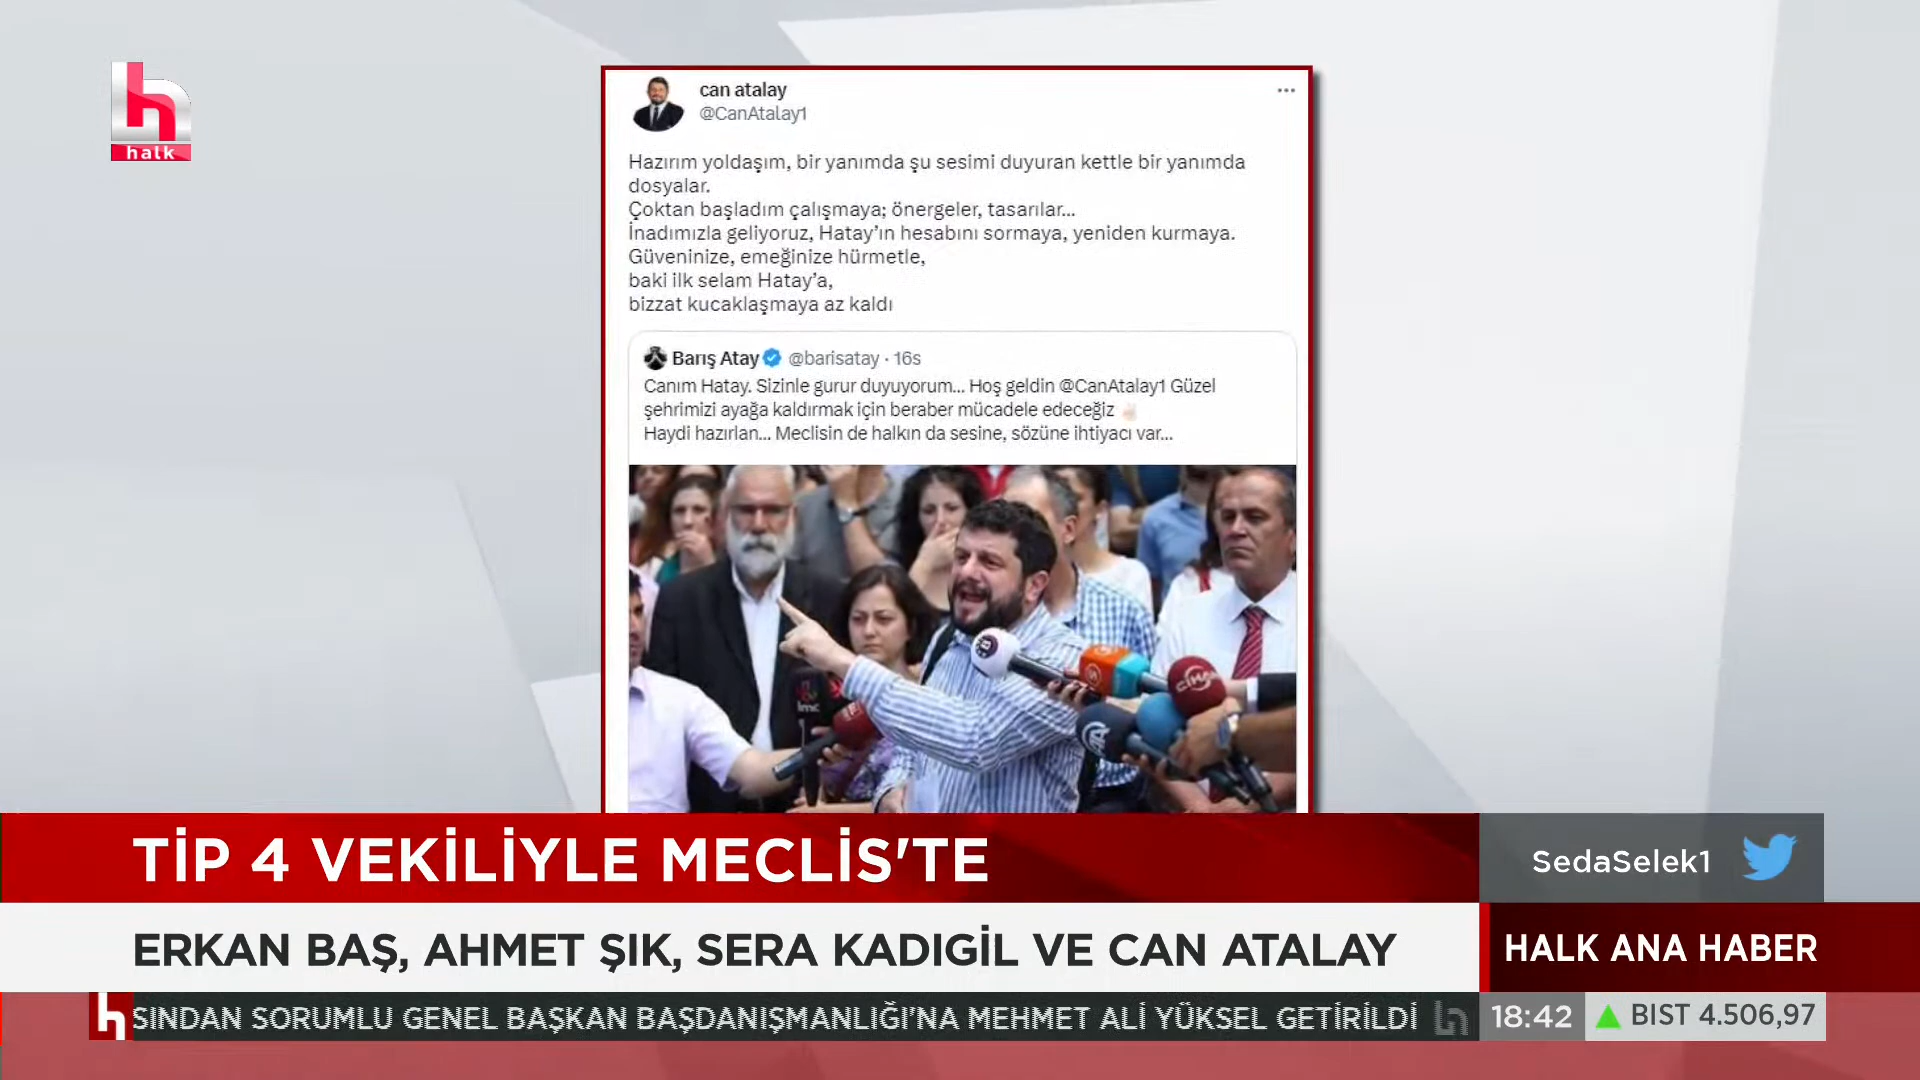 halk
can atalay
@CanAtalay1
Hazırım yoldaşım, bir yanımda şu sesimi duyuran kettle bir yanımda
dosyalar.
Çoktan başladım çalışmaya; önergeler, tasarılar...
İnadımızla geliyoruz, Hatay'ın hesabını sormaya, yeniden kurmaya.
Güveninize, emeğinize hürmetle,
baki ilk selam Hatay'a,
bizzat kucaklaşmaya az kaldı
Barış Atay @barisatay · 16s
Canım Hatay. Sizinle gurur duyuyorum... Hoş geldin @CanAtalay1 Güzel
şehrimizi ayağa kaldırmak için beraber mücadele edeceğiz
Haydi hazırlan... Meclisin de halkın da sesine, sözüne ihtiyacı var...
imc
CİHAN
TİP 4 VEKİLİYLE MECLİS'TE
SedaSelek1
ERKAN BAŞ, AHMET ŞIK, SERA KADIGİL VE CAN ATALAY
HALK ANA HABER
SINDAN SORUMLU GENEL BAŞKAN BAŞDANIŞMANLIĞI'NA MEHMET ALİ YÜKSEL GETİRİLDİ
18:42
BIST 4.506,97